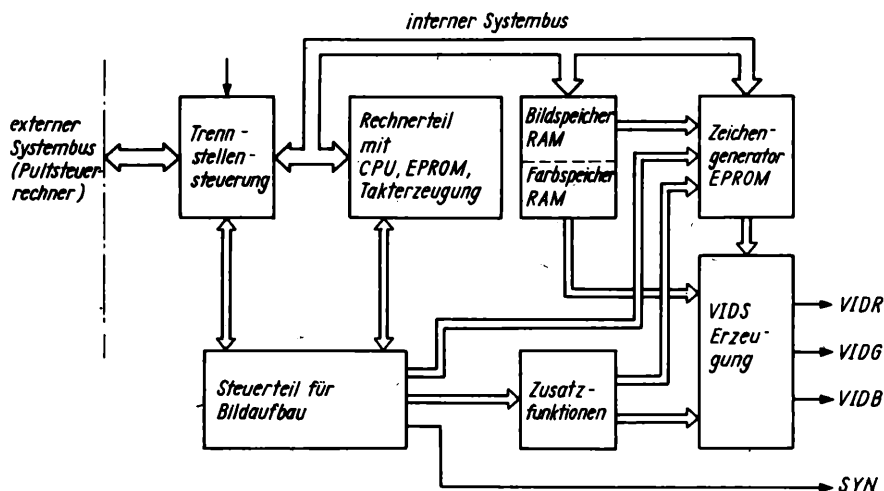 interner Systembus
externer
Systembus
(Pultsteuer-
rechner)
Trenn-
stellen-
steuerung
Rechnerteil
mit
CPU, EPROM,
Takterzeugung
Bildspeicher
RAM
Farbspeicher
RAM
Zeichen-
generator
EPROM
VIDS
Erzeu-
gung
VIDR
VIDG
VIDB
Steuerteil für
Bildaufbau
Zusatz-
funktionen
SYN